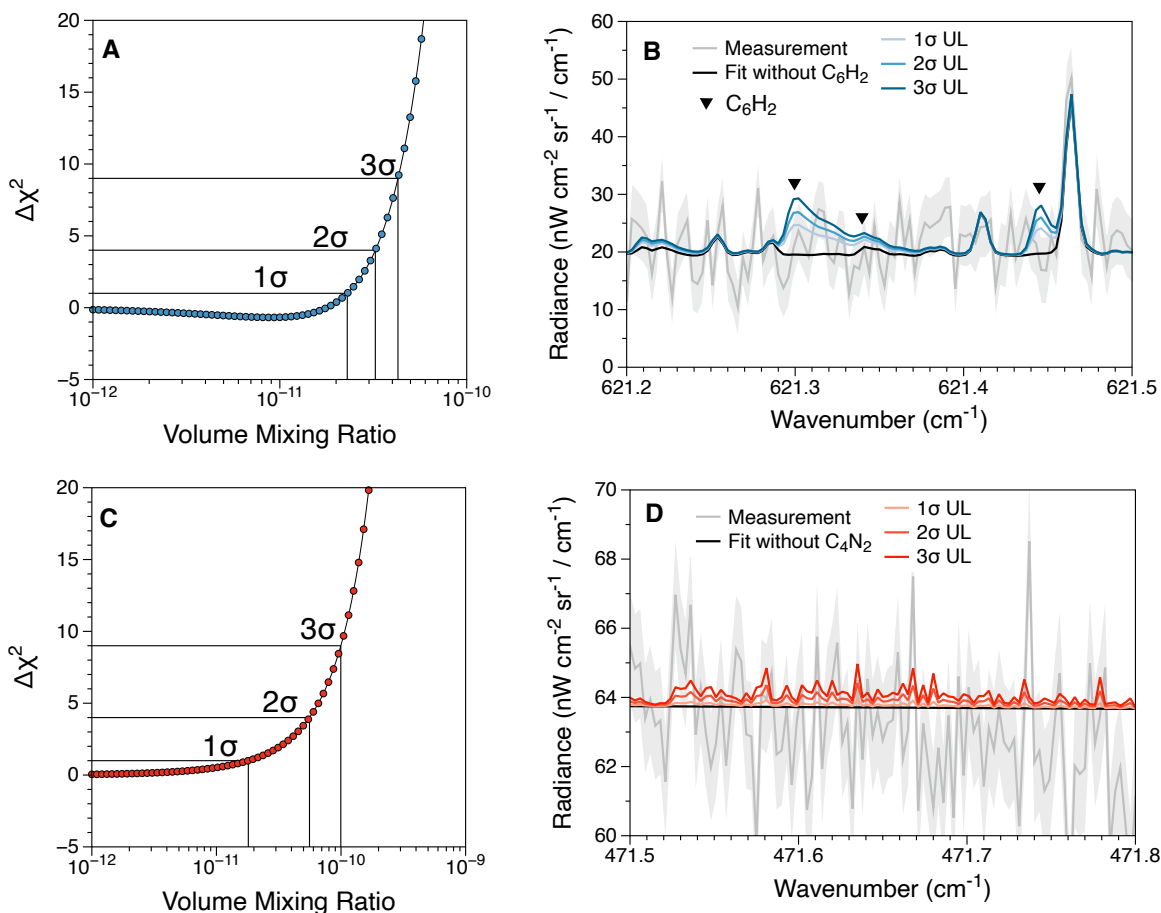 A
20
15
10
5
0
−5
Δχ²
3σ
2σ
1σ
10⁻¹²
10⁻¹¹
10⁻¹⁰
Volume Mixing Ratio
B
Measurement
Fit without C₆H₂
C₆H₂
1σ UL
2σ UL
3σ UL
60
50
40
30
20
10
0
Radiance (nW cm⁻² sr⁻¹ / cm⁻¹)
621.2
621.3
621.4
621.5
Wavenumber (cm⁻¹)
C
20
15
10
5
0
−5
Δχ²
3σ
2σ
1σ
10⁻¹²
10⁻¹¹
10⁻¹⁰
10⁻⁹
Volume Mixing Ratio
D
Measurement
Fit without C₄N₂
1σ UL
2σ UL
3σ UL
70
68
66
64
62
60
Radiance (nW cm⁻² sr⁻¹ / cm⁻¹)
471.5
471.6
471.7
471.8
Wavenumber (cm⁻¹)